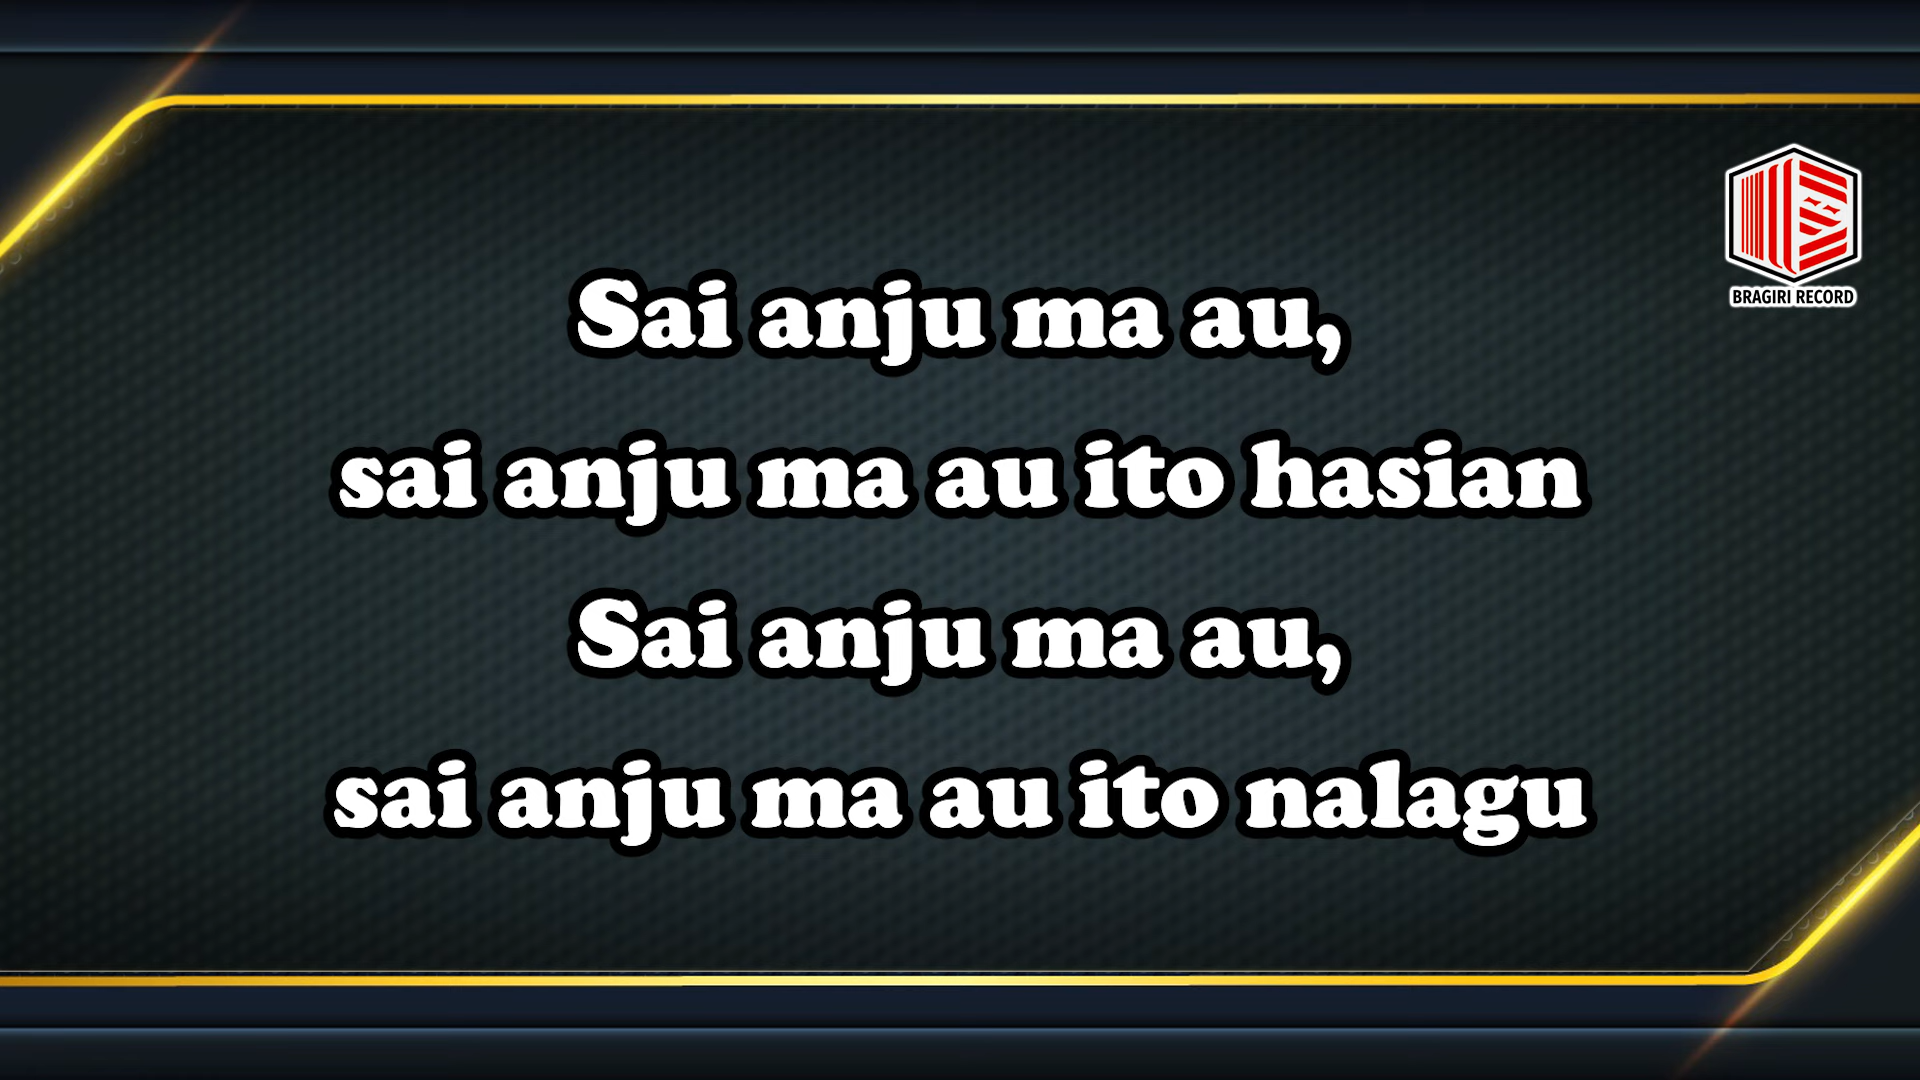 BRAGIRI RECORD
Sai anju ma au,
sai anju ma au ito hasian
Sai anju ma au,
sai anju ma au ito nalagu